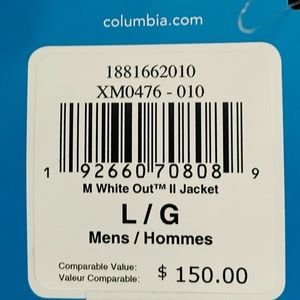 columbia.com
1881662010
XM0476 - 010
1 92660 70808 9
M White Out™ II Jacket
L / G
Mens / Hommes
Comparable Value:
Valeur Comparable: $ 150.00